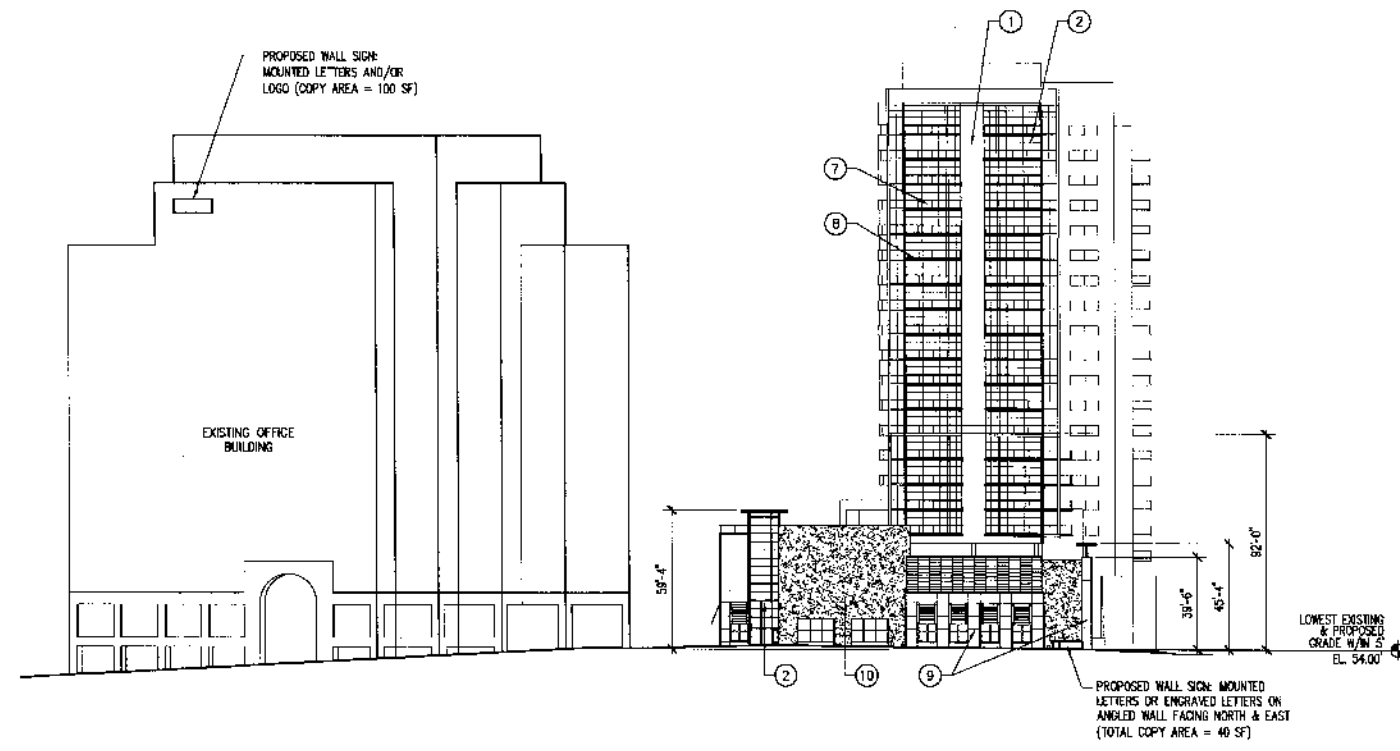 1
2
PROPOSED WALL SIGN:
MOUNTED LETTERS AND/OR
LOGO (COPY AREA = 100 SF)
7
8
EXISTING OFFICE
BUILDING
92'-0"
59'-4"
39'-6"
45'-4"
LOWEST EXISTING
& PROPOSED
GRADE W/IN 5'
EL. 54.00'
2
10
9
PROPOSED WALL SIGN: MOUNTED
LETTERS OR ENGRAVED LETTERS ON
ANGLED WALL FACING NORTH & EAST
(TOTAL COPY AREA = 40 SF)